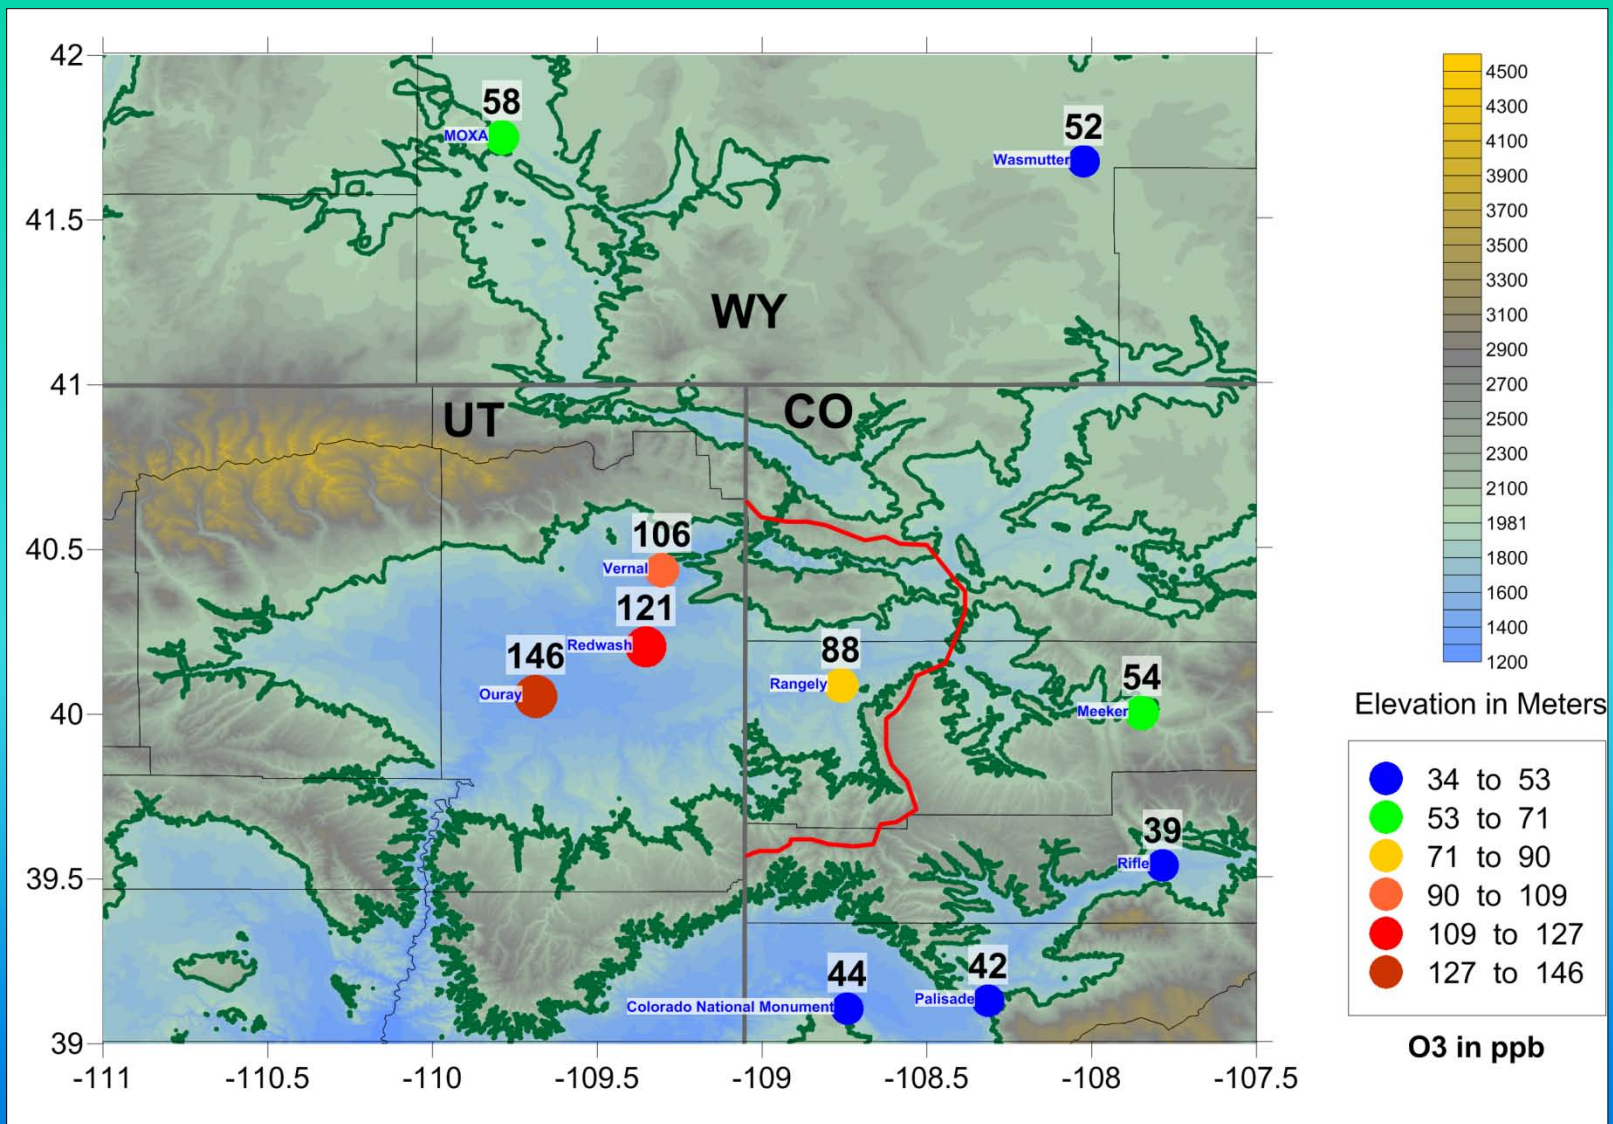 42
41.5
41
40.5
40
39.5
39
-111
-110.5
-110
-109.5
-109
-108.5
-108
-107.5
58
MOXA
52
Wasmutter
WY
UT
CO
106
Vernal
121
Redwash
146
Ouray
88
Rangely
54
Meeker
39
Rifle
44
Colorado National Monument
42
Palisade
4500
4300
4100
3900
3700
3500
3300
3100
2900
2700
2500
2300
2100
1981
1800
1600
1400
1200
Elevation in Meters
34 to 53
53 to 71
71 to 90
90 to 109
109 to 127
127 to 146
O3 in ppb